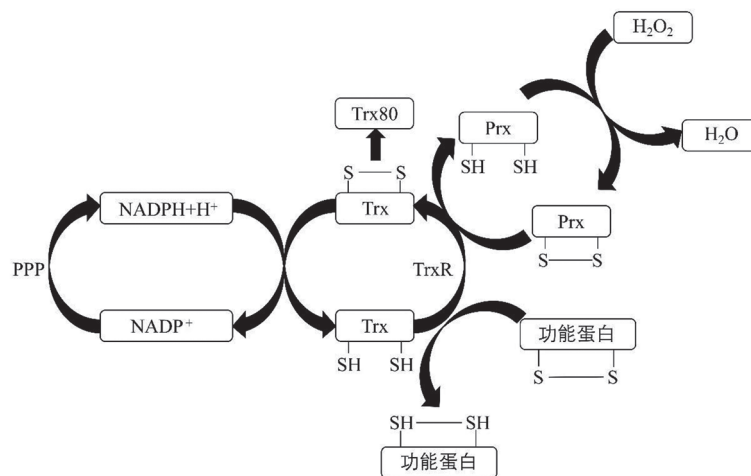 H₂O₂
Trx80
Prx
H₂O
SH SH
S S
NADPH+H⁺
Trx
Prx
S S
PPP
TrxR
NADP⁺
Trx
功能蛋白
SH SH
S S
SH SH
功能蛋白